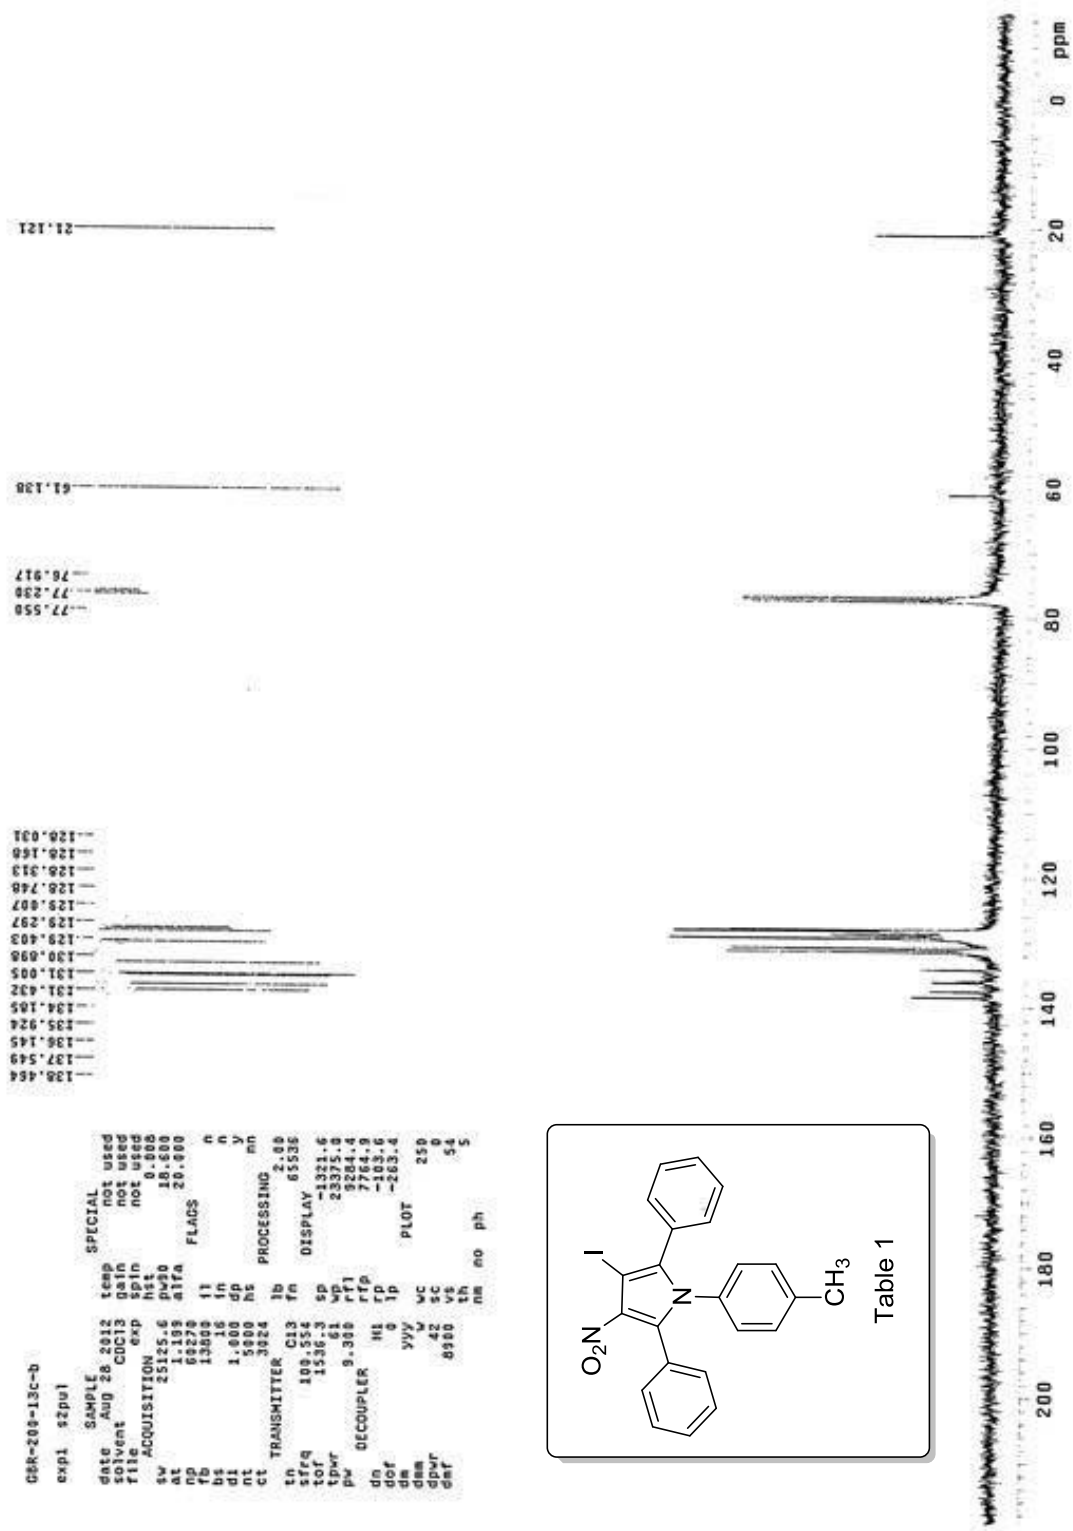 GBR-200-13c-b
exp1 s2pul
SAMPLE
date Aug 28 2012
solvent CDCl3
file exp
ACQUISITION
sw 25125.6
at 1.199
np 60270
fb 13800
bs 16
d1 1.000
nt 5000
ct 3024
TRANSMITTER
tn C13
sfrq 100.554
tof 1536.3
tpwr 61
pw 9.300
DECOUPLER
dn H1
dof 0
dm yyy
dmm w
dpwr 42
dmf 8900
SPECIAL
temp not used
gain not used
spin not used
hst 0.008
pw90 18.600
alfa 20.000
FLAGS
il n
in n
dp y
hs nn
PROCESSING
lb 2.00
fn 65536
DISPLAY
sp -1321.6
wp 23375.0
rfl 9284.4
rfp 7764.9
rp -103.6
lp -263.4
PLOT
wc 250
sc 0
vs 54
th 5
nm no ph
138.464
137.549
136.145
135.924
134.185
131.432
131.005
130.898
129.403
129.297
129.007
128.748
128.313
128.168
128.031
77.550
77.230
76.917
61.138
21.121
O2N
I
N
CH3
Table 1
200 180 160 140 120 100 80 60 40 20 0 ppm